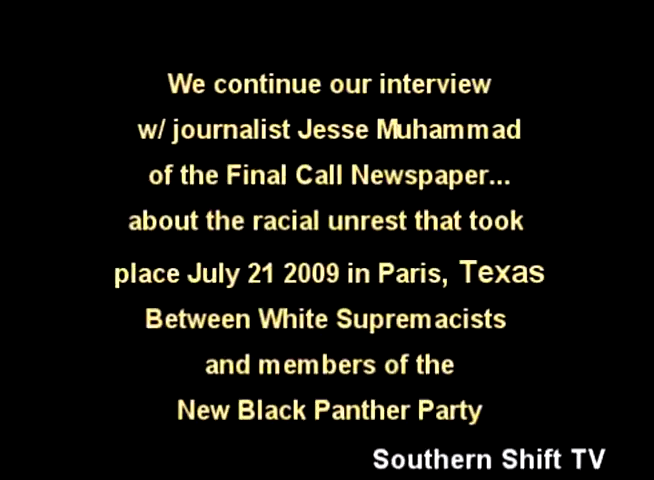 We continue our interview
w/ journalist Jesse Muhammad
of the Final Call Newspaper...
about the racial unrest that took
place July 21 2009 in Paris, Texas
Between White Supremacists
and members of the
New Black Panther Party
Southern Shift TV